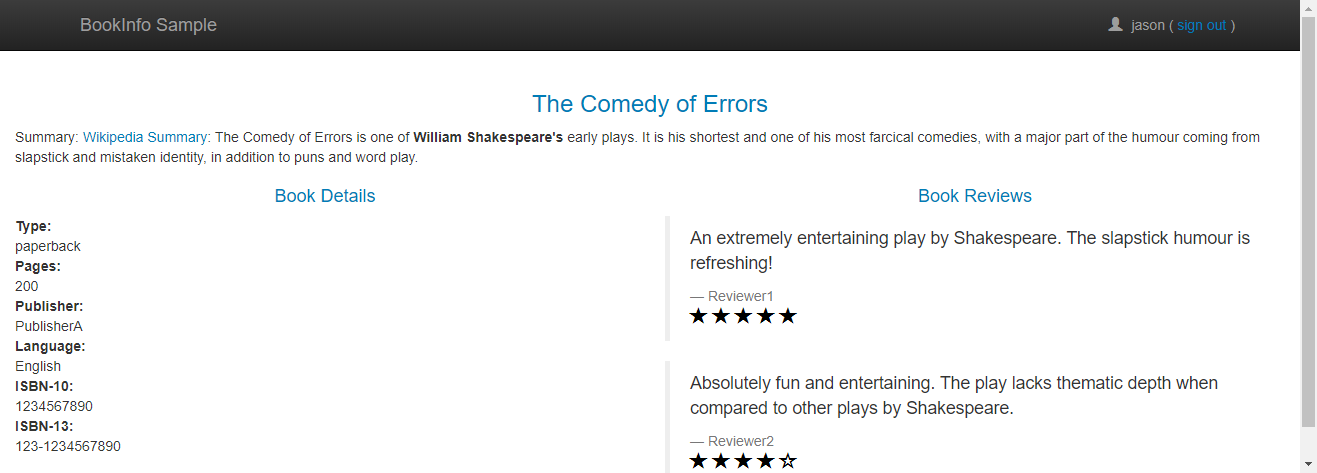 BookInfo Sample
jason ( sign out )
The Comedy of Errors
Summary: Wikipedia Summary: The Comedy of Errors is one of William Shakespeare's early plays. It is his shortest and one of his most farcical comedies, with a major part of the humour coming from
slapstick and mistaken identity, in addition to puns and word play.
Book Details
Type:
paperback
Pages:
200
Publisher:
PublisherA
Language:
English
ISBN-10:
1234567890
ISBN-13:
123-1234567890
Book Reviews
An extremely entertaining play by Shakespeare. The slapstick humour is
refreshing!
— Reviewer1
★★★★★
Absolutely fun and entertaining. The play lacks thematic depth when
compared to other plays by Shakespeare.
— Reviewer2
★★★★☆